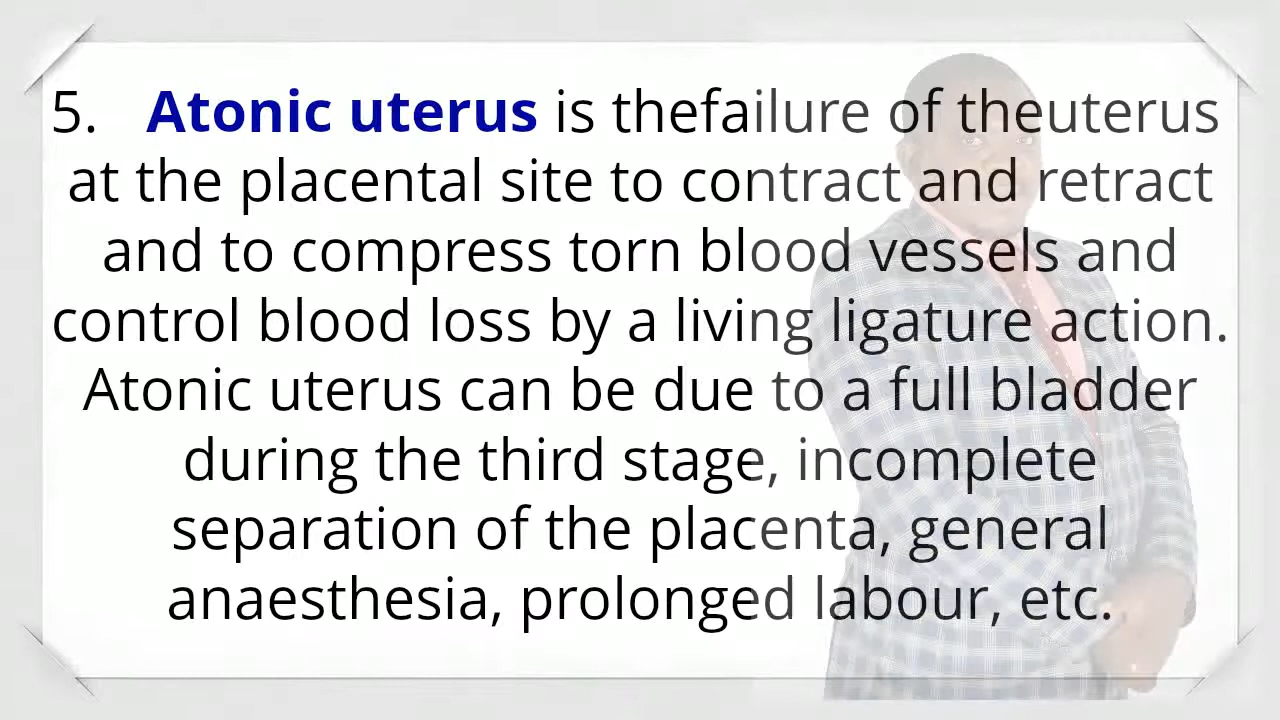 5. Atonic uterus is thefailure of theuterus
at the placental site to contract and retract
and to compress torn blood vessels and
control blood loss by a living ligature action.
Atonic uterus can be due to a full bladder
during the third stage, incomplete
separation of the placenta, general
anaesthesia, prolonged labour, etc.